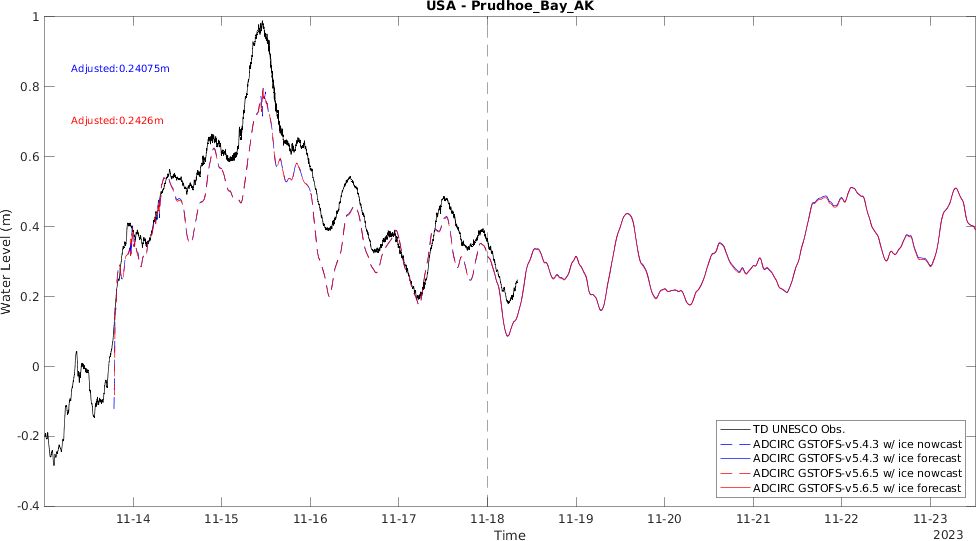 USA - Prudhoe_Bay_AK
1
0.8
0.6
0.4
0.2
0
-0.2
-0.4
Water Level (m)
Adjusted:0.24075m
Adjusted:0.2426m
TD UNESCO Obs.
ADCIRC GSTOFS-v5.4.3 w/ ice nowcast
ADCIRC GSTOFS-v5.4.3 w/ ice forecast
ADCIRC GSTOFS-v5.6.5 w/ ice nowcast
ADCIRC GSTOFS-v5.6.5 w/ ice forecast
11-14 11-15 11-16 11-17 11-18 11-19 11-20 11-21 11-22 11-23
Time
2023